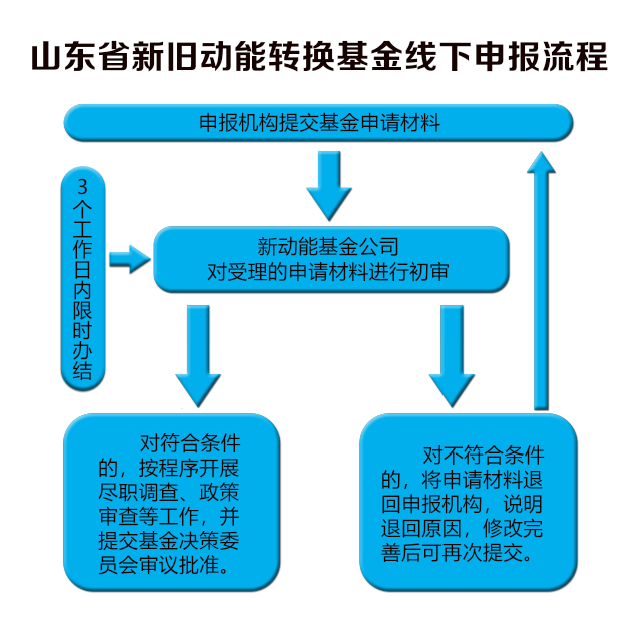 山东省新旧动能转换基金线下申报流程
申报机构提交基金申请材料
3个工作日内限时办结
新动能基金公司
对受理的申请材料进行初审
对符合条件
的，按程序开展
尽职调查、政策
审查等工作，并
提交基金决策委
员会审议批准。
对不符合条件
的，将申请材料退
回申报机构，说明
退回原因，修改完
善后可再次提交。